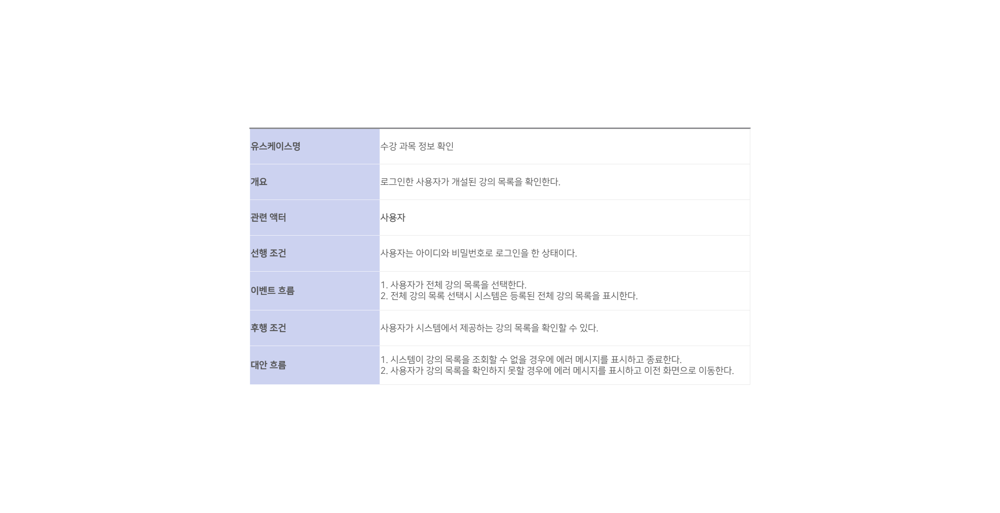 유스케이스명
수강 과목 정보 확인
개요
로그인한 사용자가 개설된 강의 목록을 확인한다.
관련 액터
사용자
선행 조건
사용자는 아이디와 비밀번호로 로그인을 한 상태이다.
이벤트 흐름
1. 사용자가 전체 강의 목록을 선택한다.
2. 전체 강의 목록 선택시 시스템은 등록된 전체 강의 목록을 표시한다.
후행 조건
사용자가 시스템에서 제공하는 강의 목록을 확인할 수 있다.
대안 흐름
1. 시스템이 강의 목록을 조회할 수 없을 경우에 에러 메시지를 표시하고 종료한다.
2. 사용자가 강의 목록을 확인하지 못할 경우에 에러 메시지를 표시하고 이전 화면으로 이동한다.